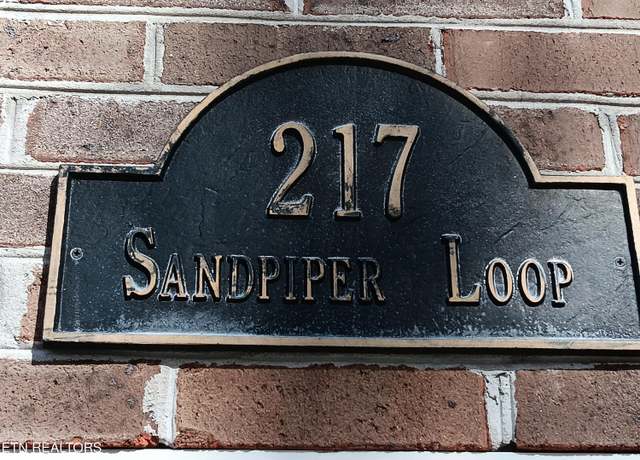 217
SANDPIPER LOOP
ETN REALTORS